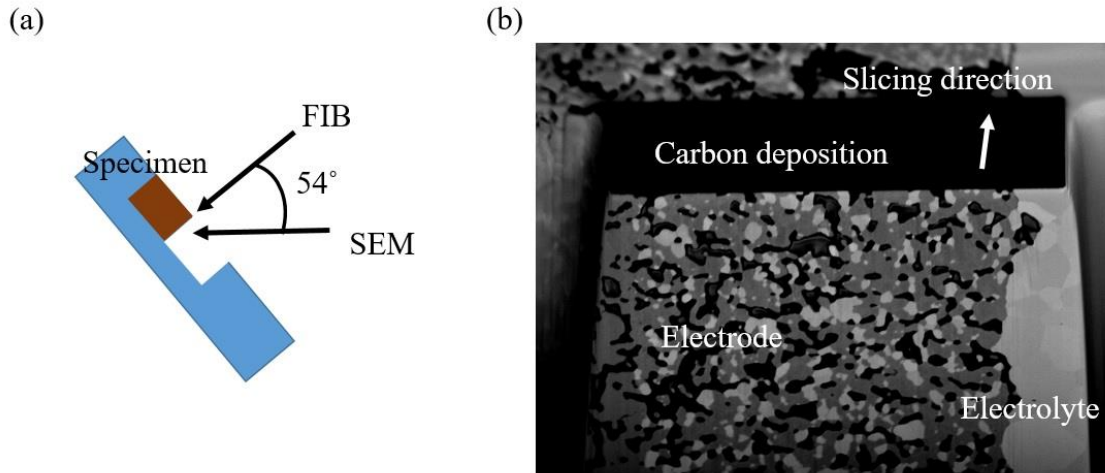 (a)
(b)
FIB
Specimen
54°
SEM
Slicing direction
Carbon deposition
Electrode
Electrolyte